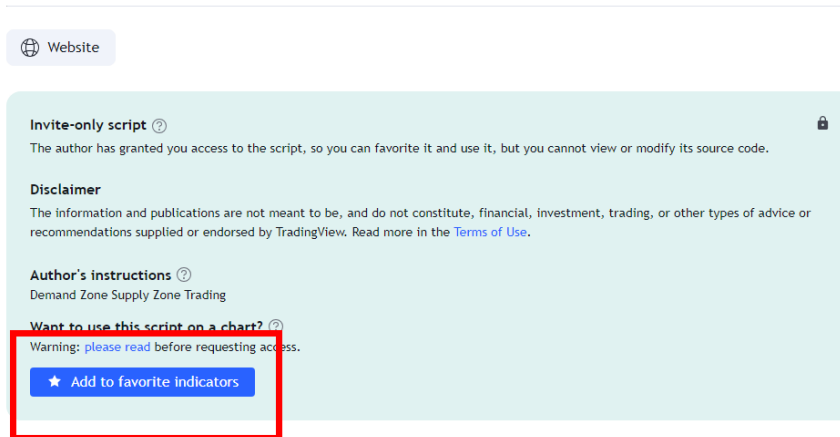 Website
Invite-only script
The author has granted you access to the script, so you can favorite it and use it, but you cannot view or modify its source code.
Disclaimer
The information and publications are not meant to be, and do not constitute, financial, investment, trading, or other types of advice or
recommendations supplied or endorsed by TradingView. Read more in the Terms of Use.
Author's instructions
Demand Zone Supply Zone Trading
Want to use this script on a chart?
Warning: please read before requesting access.
Add to favorite indicators